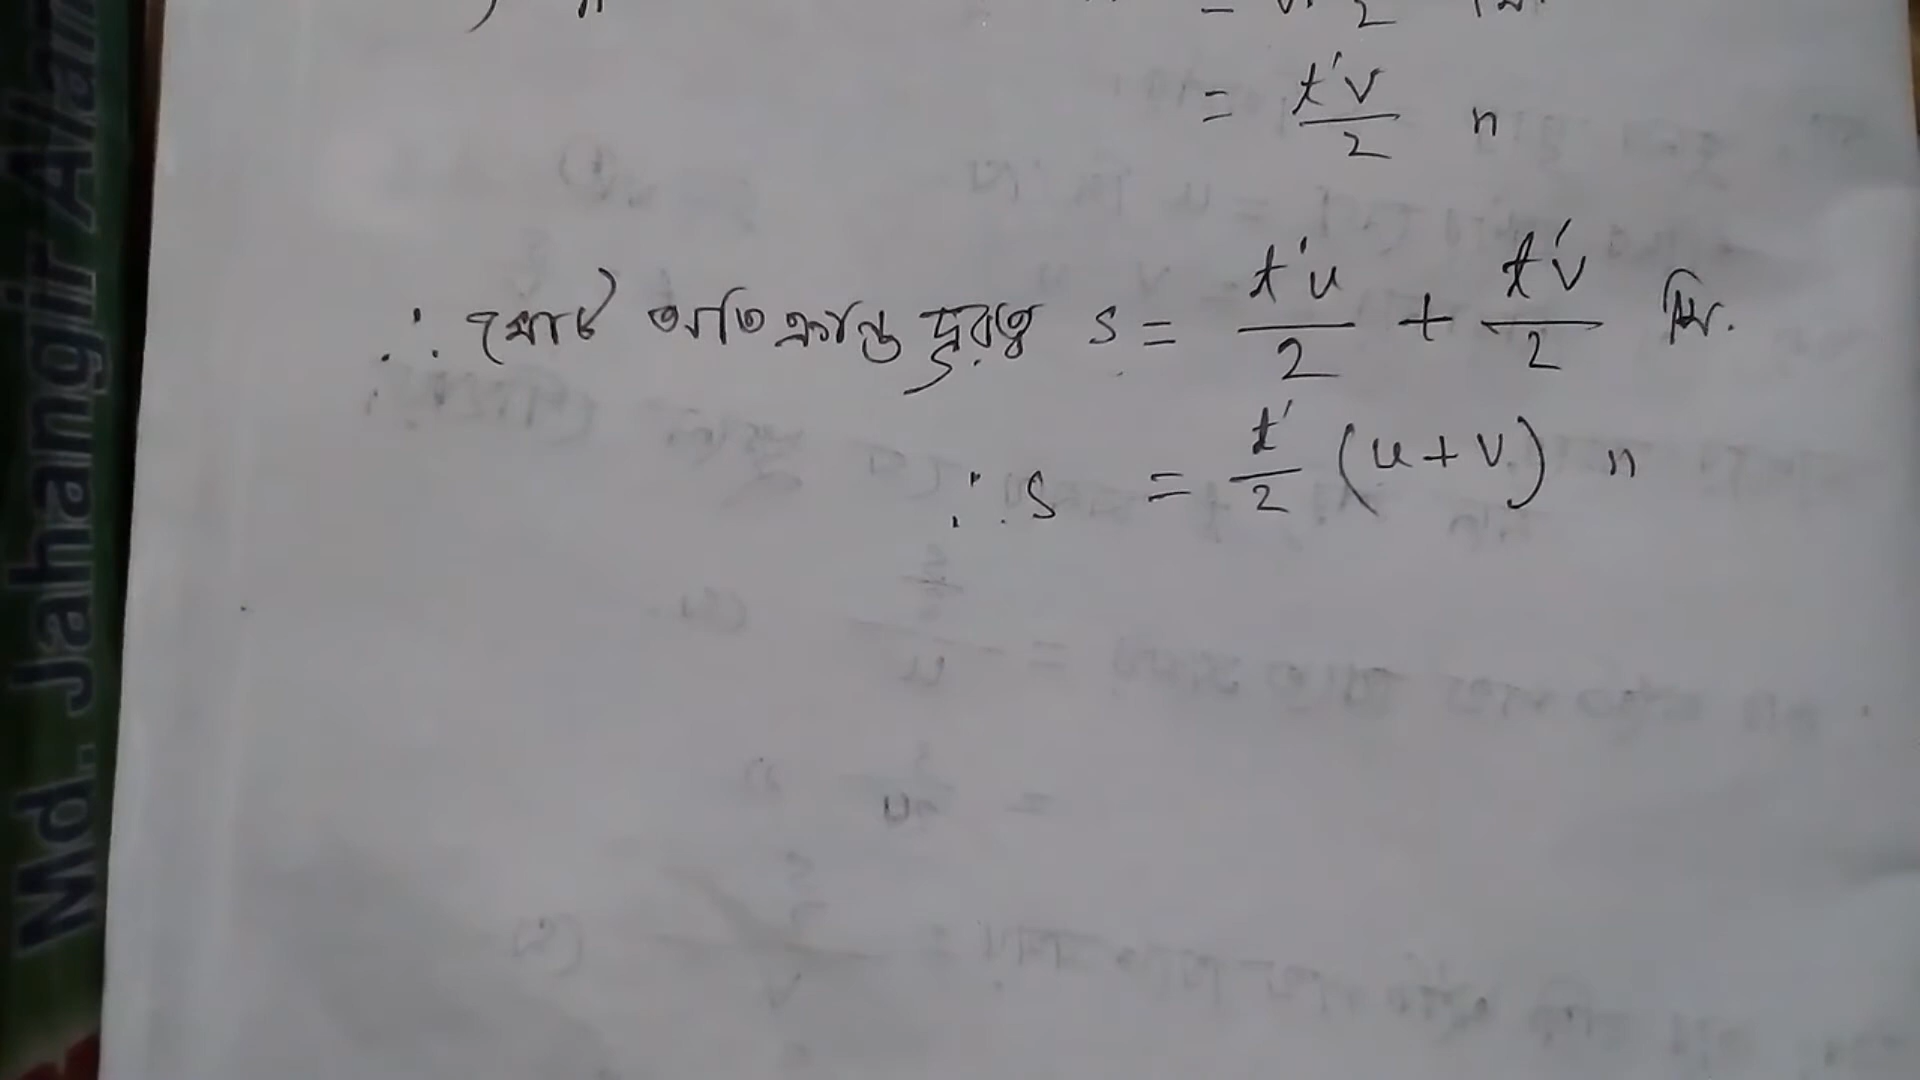 Md. Jahangir Alam
= t'v/2 "
∴ মোট অতিক্রান্ত দূরত্ব s = t'u/2 + t'v/2 মি.
∴ s = t'/2 (u+v) "